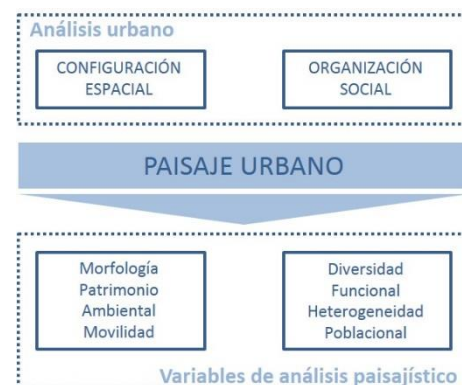 Análisis urbano
CONFIGURACIÓN
ESPACIAL
ORGANIZACIÓN
SOCIAL
PAISAJE URBANO
Morfología
Patrimonio
Ambiental
Movilidad
Diversidad
Funcional
Heterogeneidad
Poblacional
Variables de análisis paisajístico